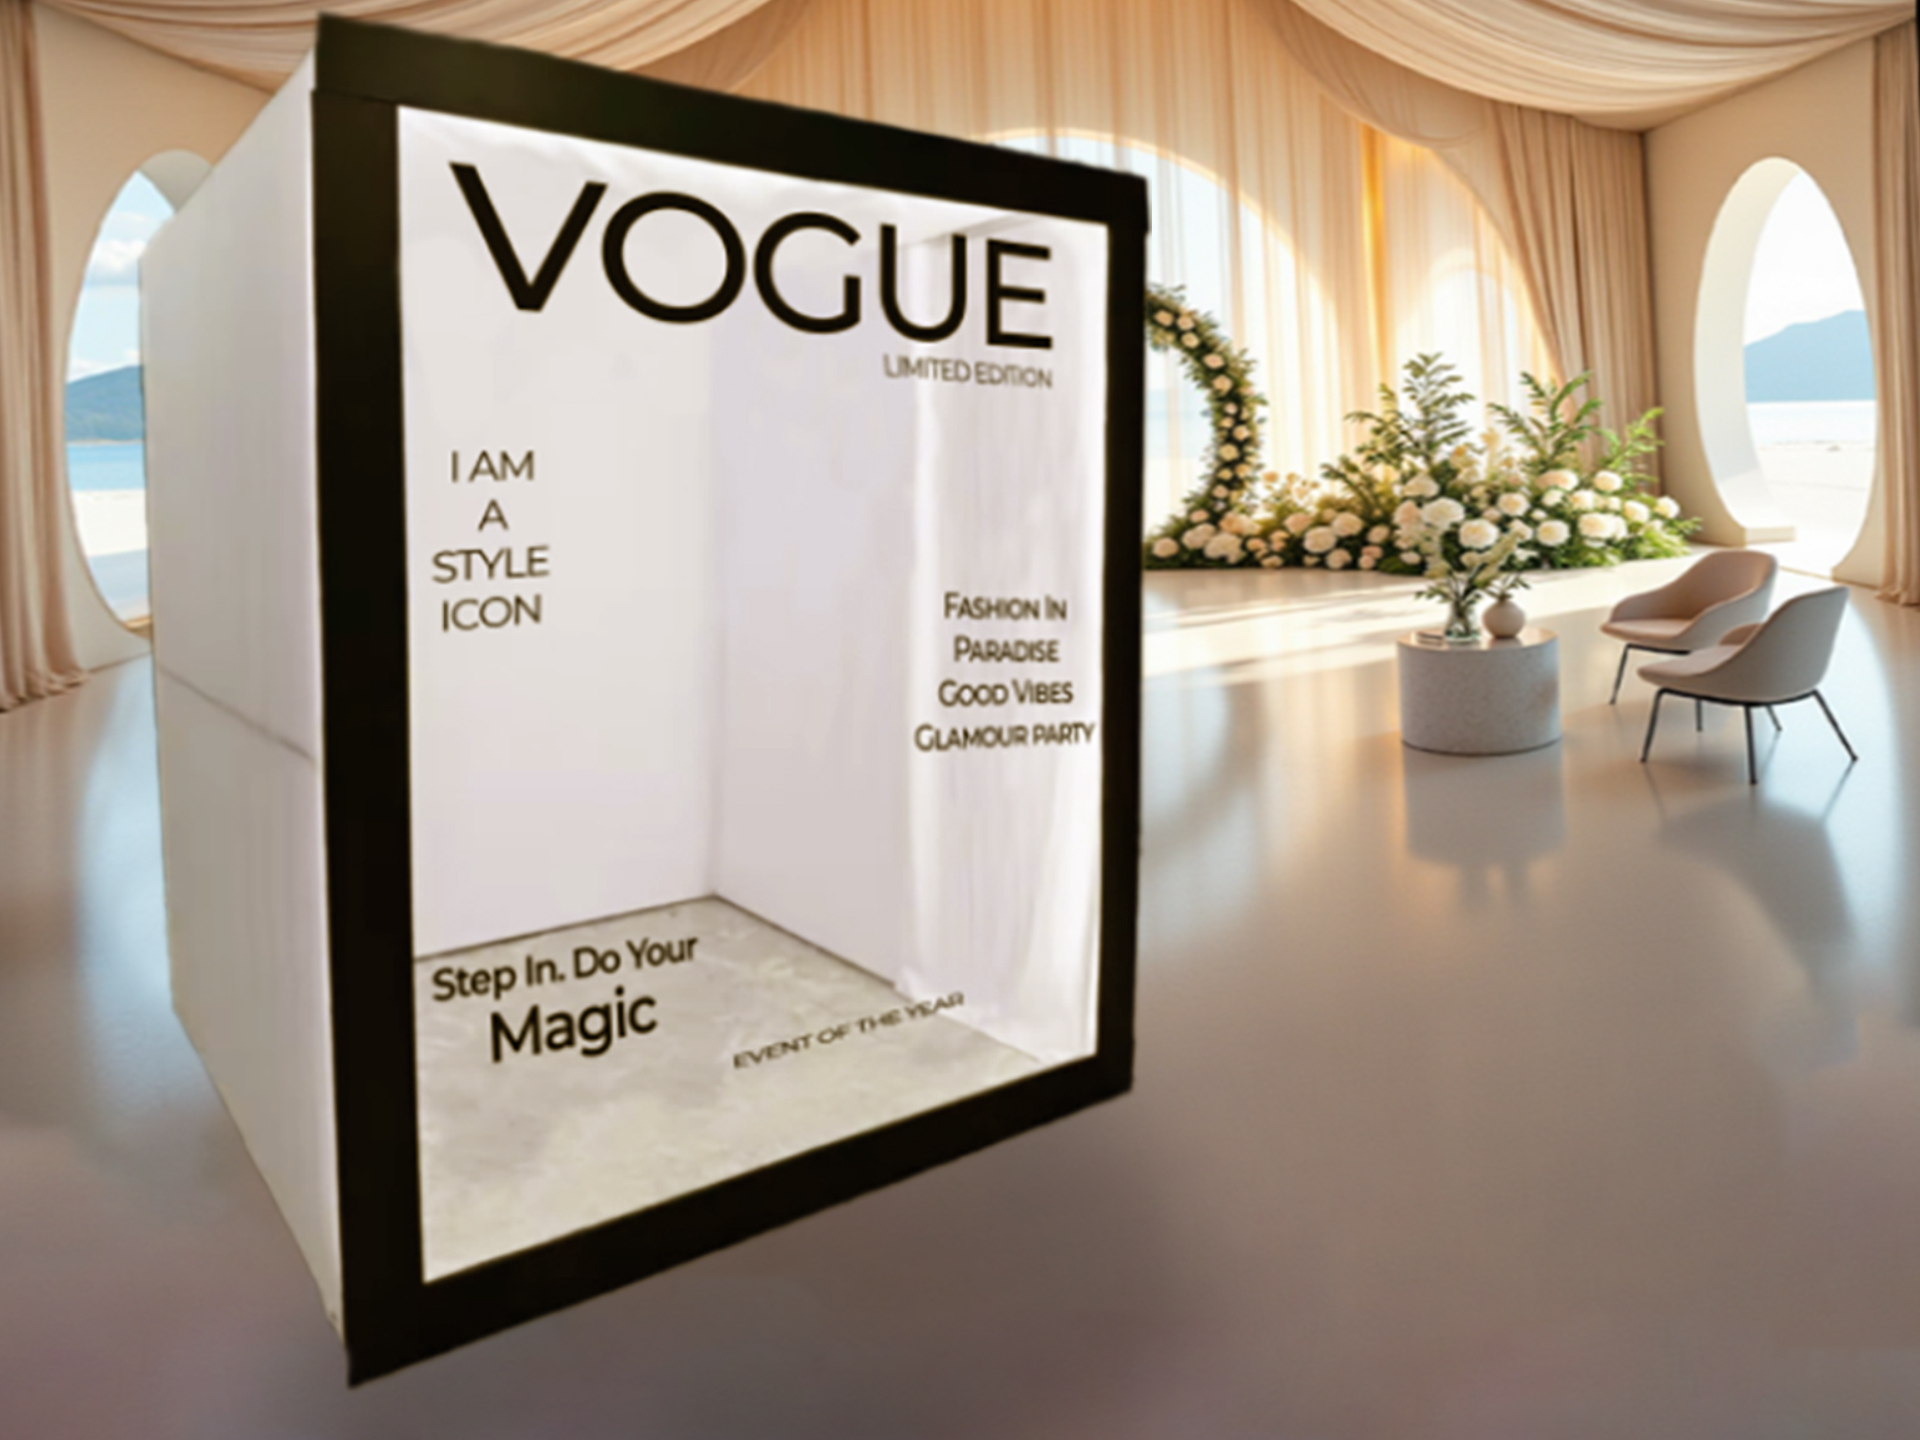 VOGUE
LIMITED EDITION
I AM
A
STYLE
ICON
FASHION IN
PARADISE
GOOD VIBES
GLAMOUR PARTY
Step In. Do Your
Magic
EVENT OF THE YEAR